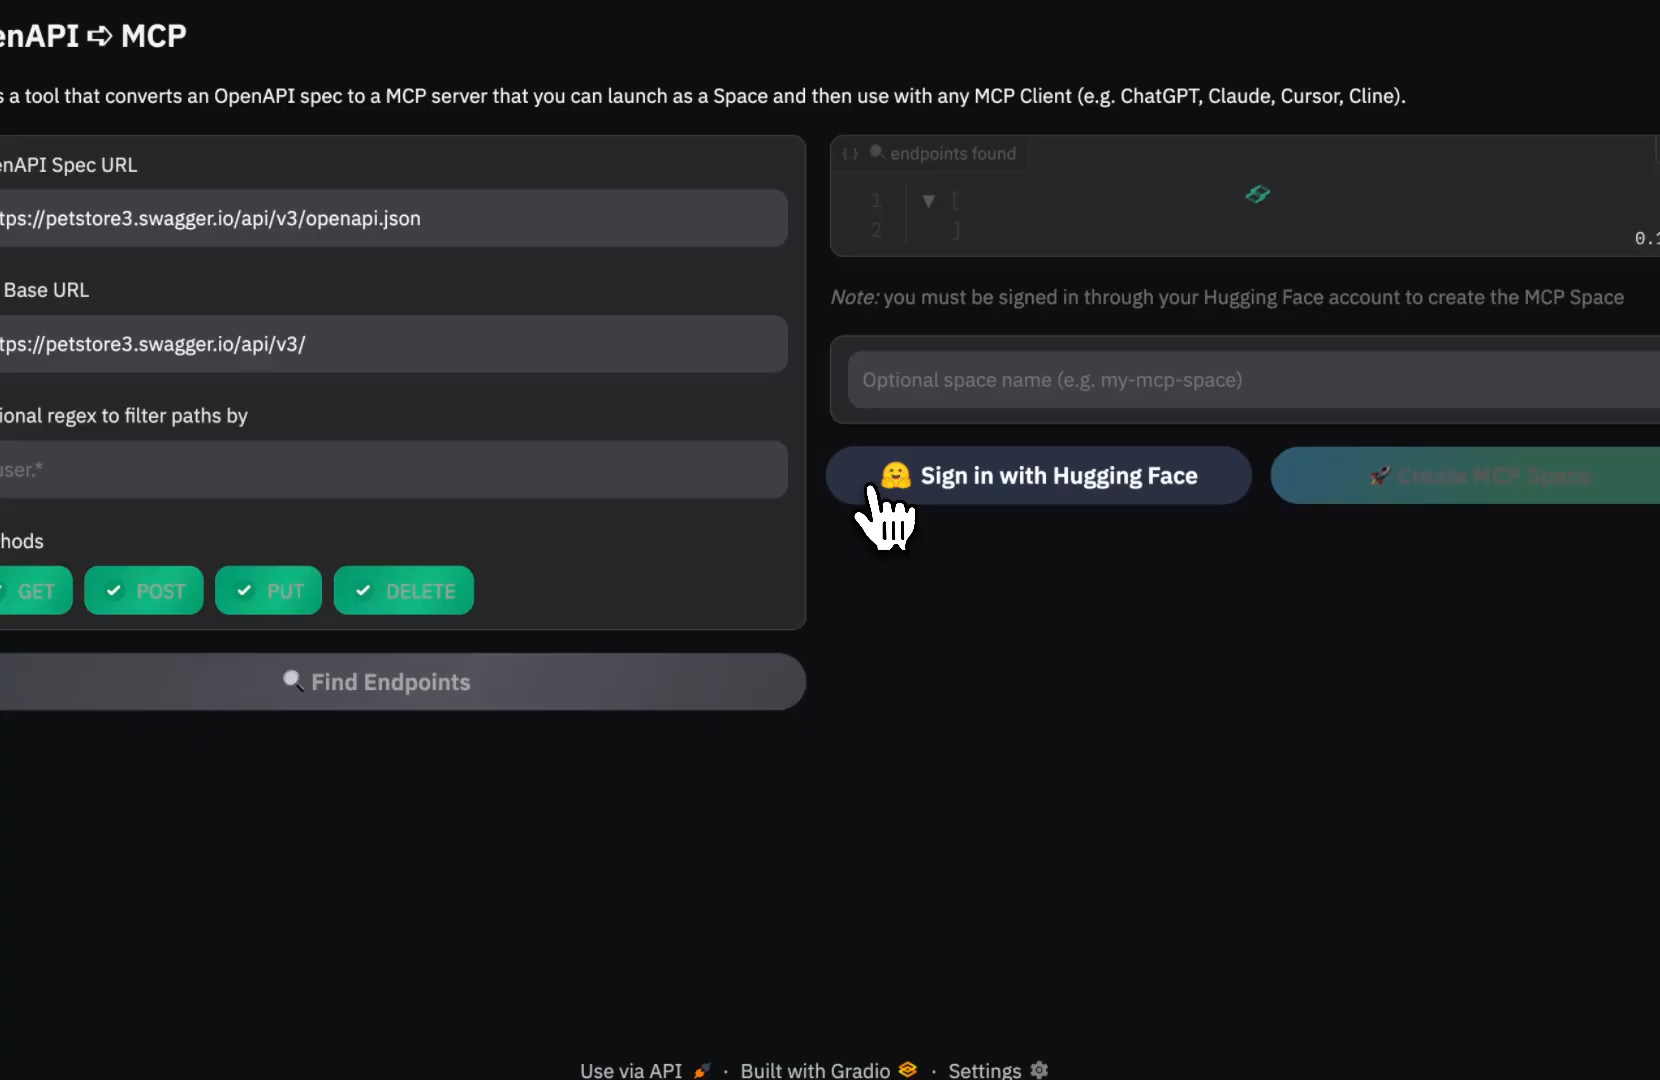 enAPI ➪ MCP
s a tool that converts an OpenAPI spec to a MCP server that you can launch as a Space and then use with any MCP Client (e.g. ChatGPT, Claude, Cursor, Cline).
enAPI Spec URL
tps://petstore3.swagger.io/api/v3/openapi.json
Base URL
tps://petstore3.swagger.io/api/v3/
ional regex to filter paths by
user.*
hods
GET
POST
PUT
DELETE
🔍 Find Endpoints
{} 🔍 endpoints found
1 ▼ [
2 ]
0.1
Note: you must be signed in through your Hugging Face account to create the MCP Space
Optional space name (e.g. my-mcp-space)
🤗 Sign in with Hugging Face
🚀 Create MCP Space
Use via API 🚀 · Built with Gradio · Settings ⚙